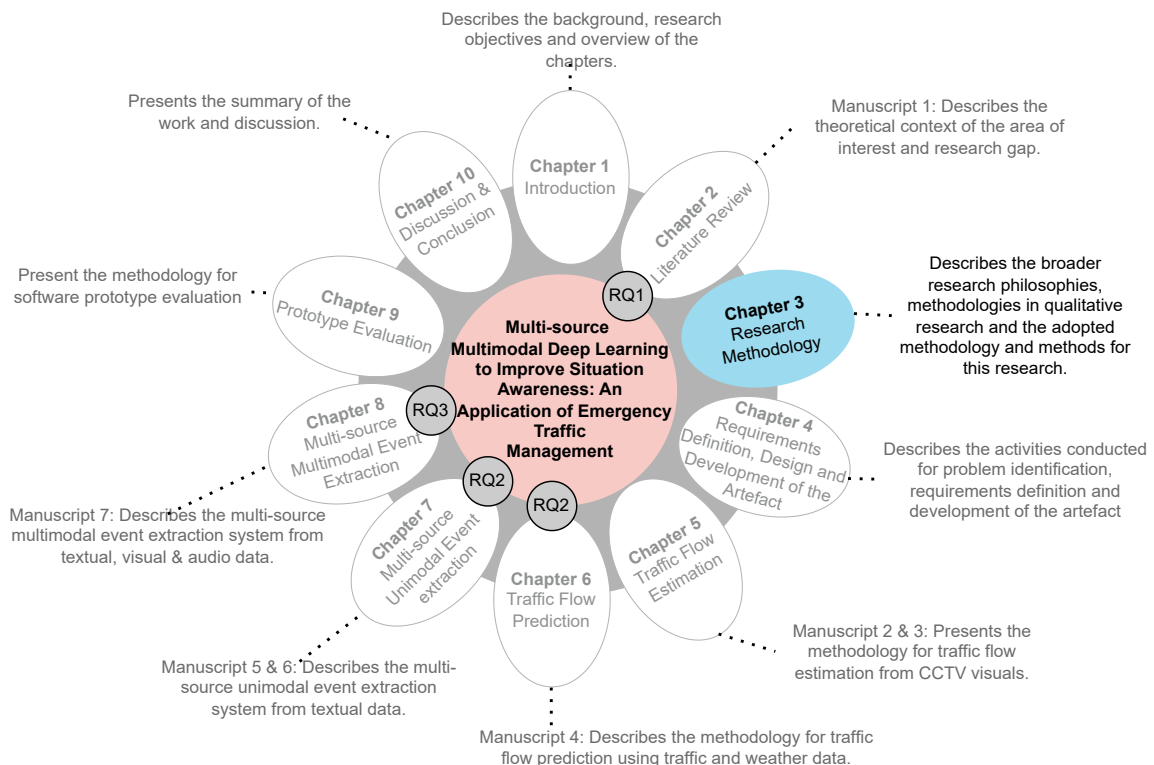 Describes the background, research
objectives and overview of the
chapters.
Chapter 1
Introduction
Manuscript 1: Describes the
theoretical context of the area of
interest and research gap.
Chapter 2
Literature Review
RQ1
Describes the broader
research philosophies,
methodologies in qualitative
research and the adopted
methodology and methods for
this research.
Chapter 3
Research
Methodology
Chapter 4
Requirements
Definition, Design and
Development of the
Artefact
Describes the activities conducted
for problem identification,
requirements definition and
development of the artefact
Chapter 5
Traffic Flow
Estimation
Manuscript 2 & 3: Presents the
methodology for traffic flow
estimation from CCTV visuals.
RQ2
Chapter 6
Traffic Flow
Prediction
Manuscript 4: Describes the methodology for traffic
flow prediction using traffic and weather data.
RQ2
Chapter 7
Multi-source
Unimodal Event
extraction
Manuscript 5 & 6: Describes the multi-
source unimodal event extraction
system from textual data.
RQ3
Chapter 8
Multi-source
Multimodal Event
Extraction
Manuscript 7: Describes the multi-source
multimodal event extraction system from
textual, visual & audio data.
Chapter 9
Prototype Evaluation
Present the methodology for
software prototype evaluation
Chapter 10
Discussion &
Conclusion
Presents the summary of the
work and discussion.
Multi-source
Multimodal Deep Learning
to Improve Situation
Awareness: An
Application of Emergency
Traffic
Management